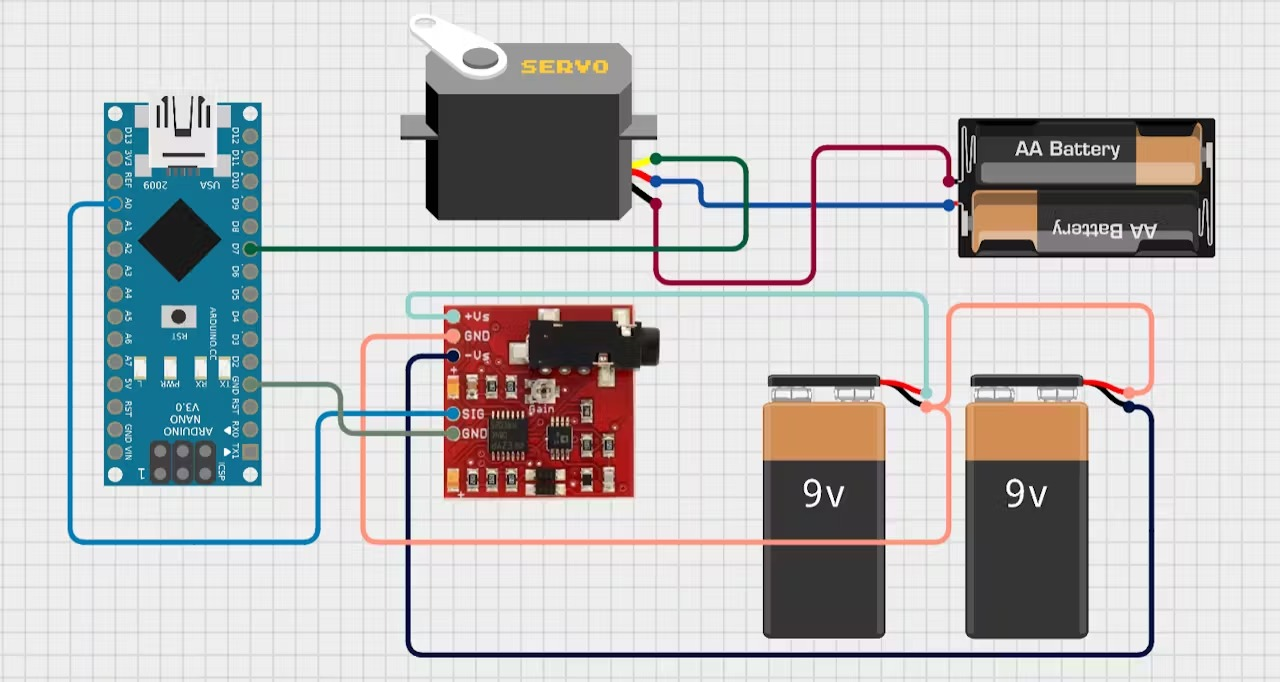 SERVO
AA Battery
AA Battery
D13
3V3
REF
A0
A1
A2
A3
A4
A5
A6
A7
5V
RST
GND
VIN
D12
D11
D10
D9
D8
D7
D6
D5
D4
D3
D2
GND
RST
RX0
TX1
2009
USA
RST
ARDUINO.CC
L
PWR
RX
TX
ARDUINO
NANO
V3.0
1
ICSP
+Vs
GND
-Vs
+
Gain
SIG
GND
+
9v
9v